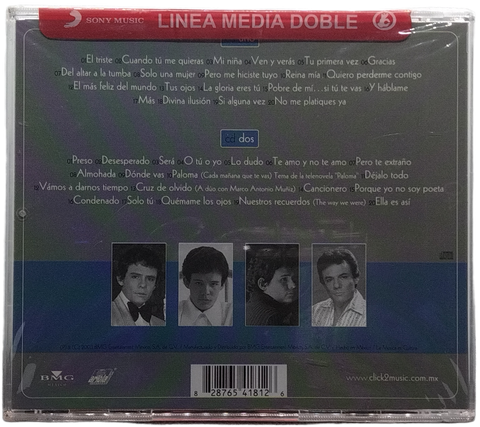 SONY MUSIC LINEA MEDIA DOBLE
El triste Cuando tú me quieras Mi niña Ven y verás Tu primera vez Gracias
Del altar a la tumba Solo una mujer Pero me hiciste tuyo Reina mía Quiero perderme contigo
El más feliz del mundo Tus ojos La gloria eres tú Pobre de mí...si tú te vas Y háblame
Más Divina ilusión Si alguna vez No me platiques ya
cd dos
Preso Desesperado Será O tú o yo Lo dudo Te amo y no te amo Pero te extraño
Almohada Dónde vas Paloma (Cada mañana que te vas) Tema de la telenovela "Paloma" Déjalo todo
Vámos a darnos tiempo Cruz de olvido (A dúo con Marco Antonio Muñiz) Cancionero Porque yo no soy poeta
Condenado Solo tú Quémame los ojos Nuestros recuerdos (The way we were) Ella es así
BMG
www.click2music.com.mx
8 28765 41812 6